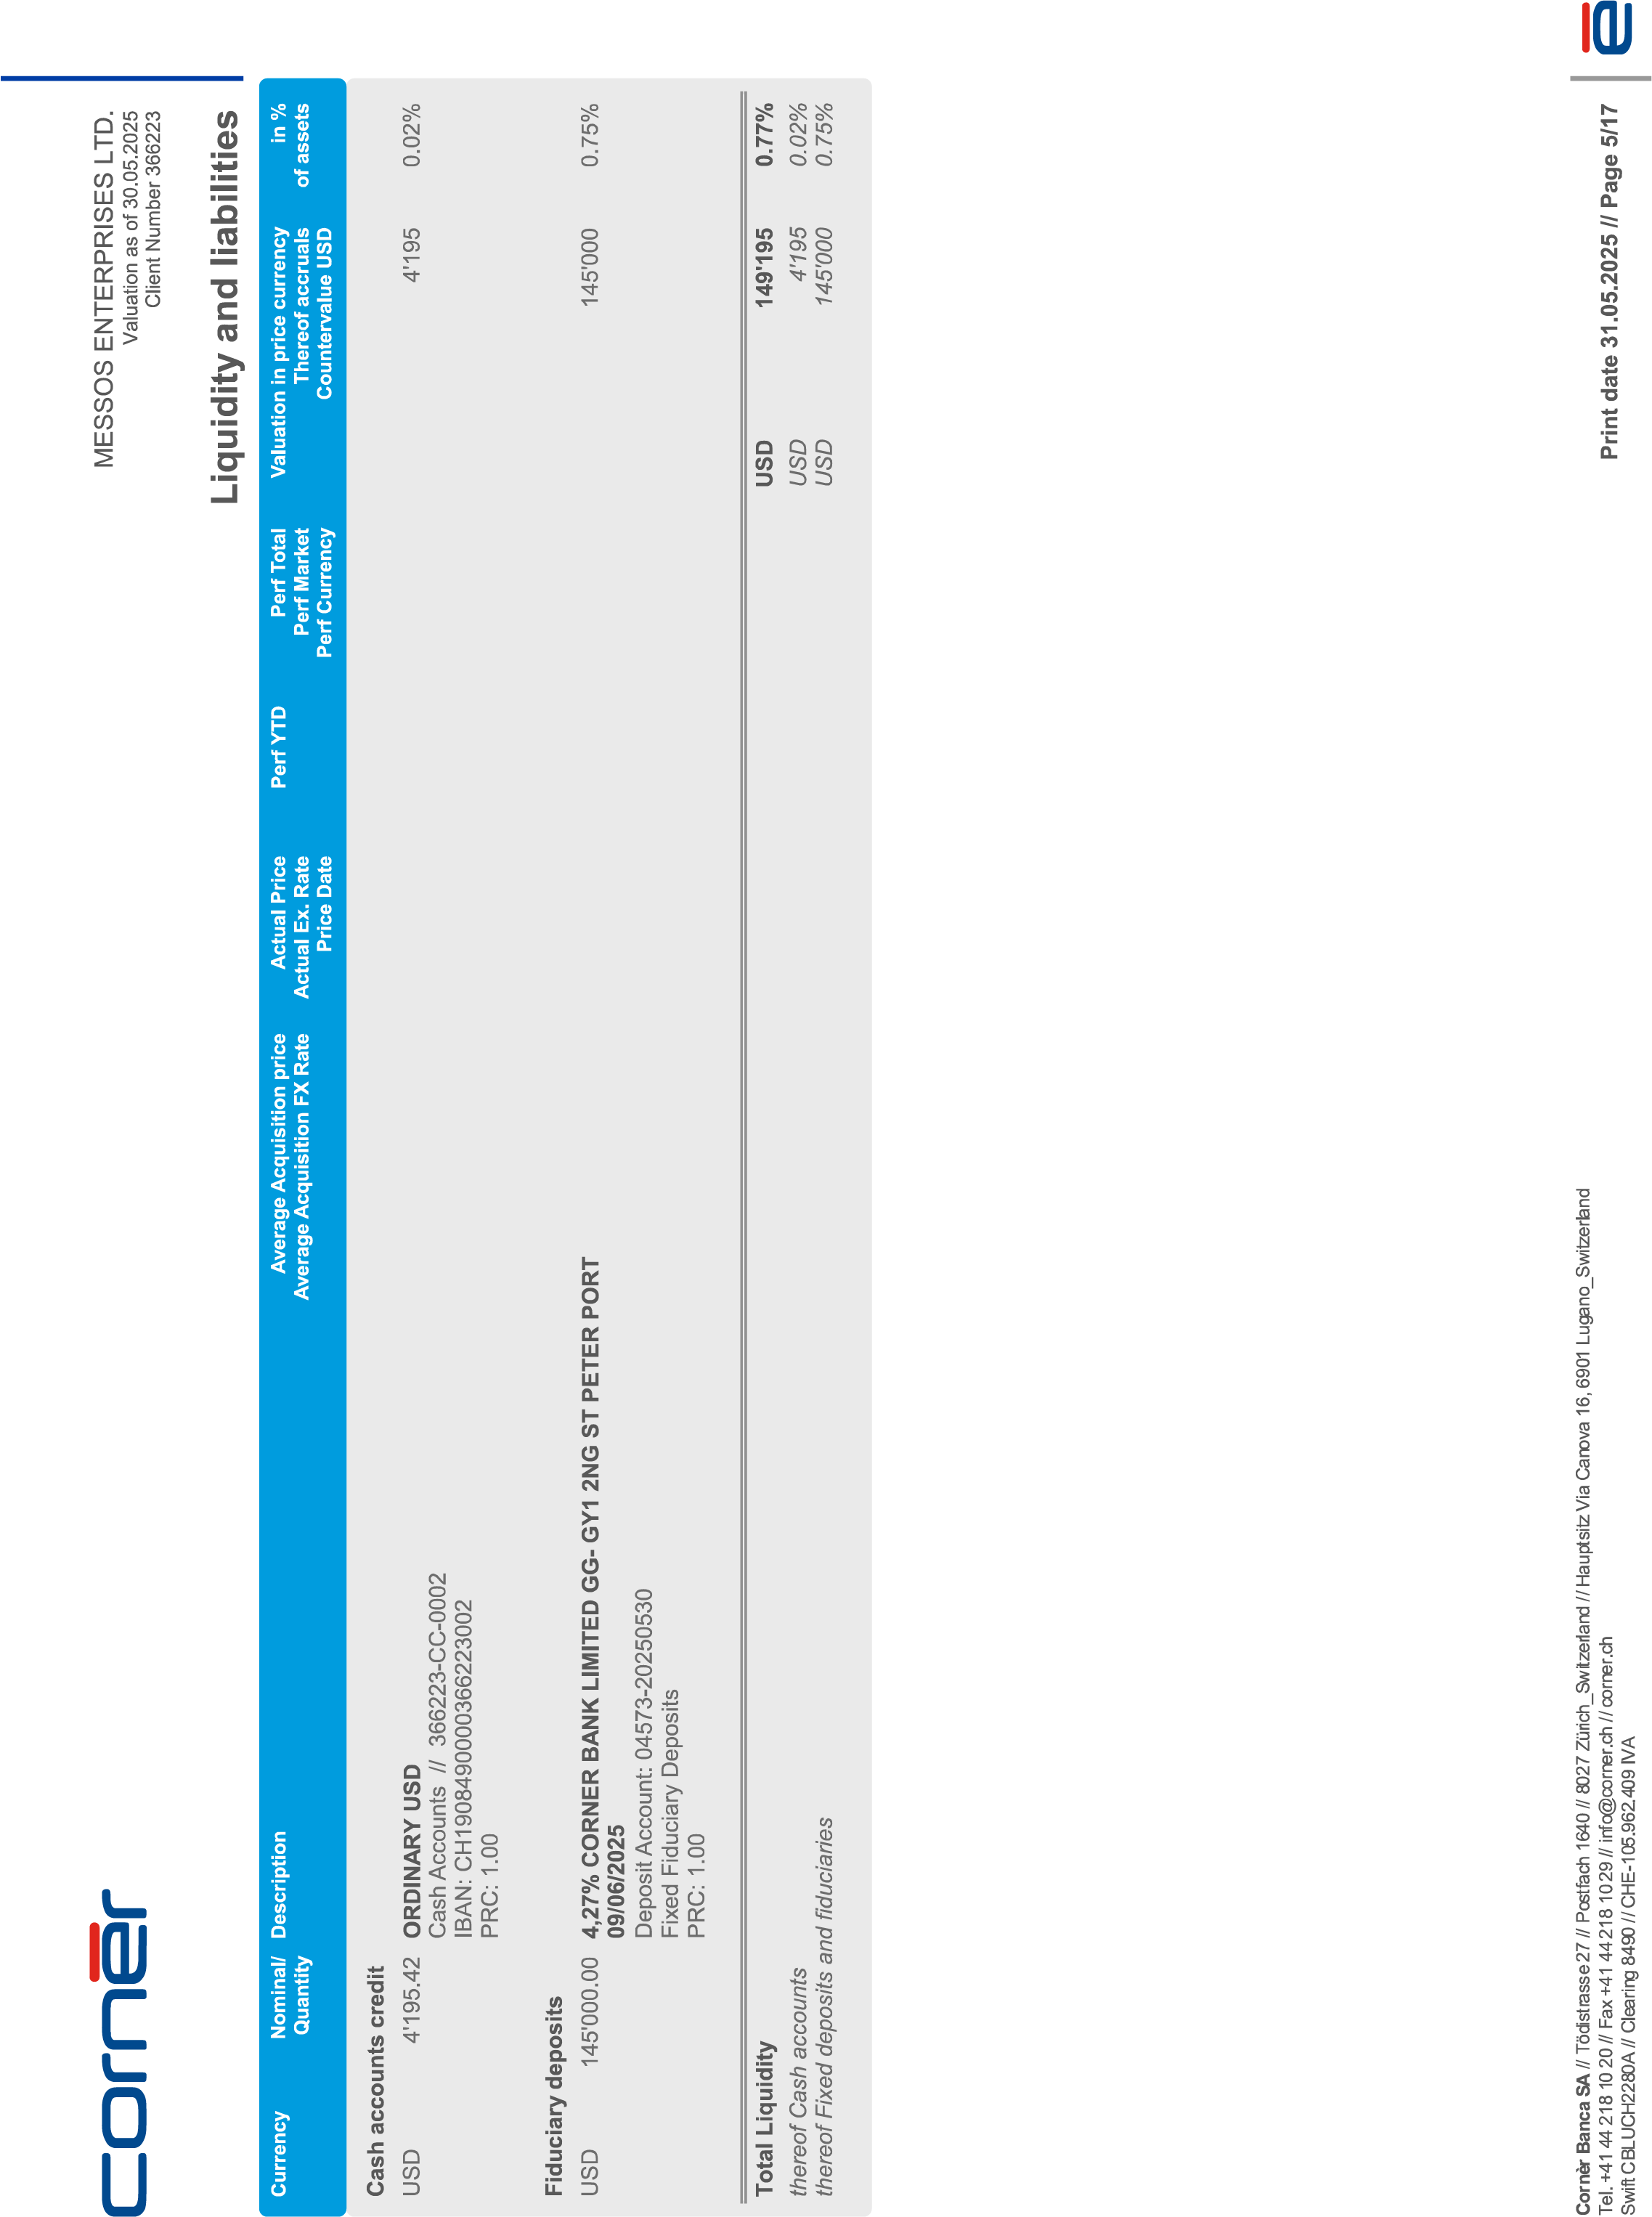 cornèr
MESSOS ENTERPRISES LTD.
Valuation as of 30.05.2025
Client Number 366223
Liquidity and liabilities
Currency Nominal/ Description Average Acquisition price Actual Price Perf YTD Perf Total Valuation in price currency in %
Quantity Average Acquisition FX Rate Actual Ex. Rate Perf Market Thereof accruals of assets
Price Date Perf Currency Countervalue USD
Cash accounts credit
USD 4'195.42 ORDINARY USD 4'195 0.02%
Cash Accounts // 366223-CC-0002
IBAN: CH1908490000366223002
PRC: 1.00
Fiduciary deposits
USD 145'000.00 4,27% CORNER BANK LIMITED GG- GY1 2NG ST PETER PORT 145'000 0.75%
09/06/2025
Deposit Account: 04573-20250530
Fixed Fiduciary Deposits
PRC: 1.00
Total Liquidity USD 149'195 0.77%
thereof Cash accounts USD 4'195 0.02%
thereof Fixed deposits and fiduciaries USD 145'000 0.75%
Cornèr Banca SA // Tödistrasse 27 // Postfach 1640 // 8027 Zürich_Switzerland // Hauptsitz Via Canova 16, 6901 Lugano_Switzerland
Tel. +41 44 218 10 20 // Fax +41 44 218 10 29 // info@corner.ch // corner.ch
Swift CBLUCH2280A // Clearing 8490 // CHE-105.962.409 IVA
Print date 31.05.2025 // Page 5/17